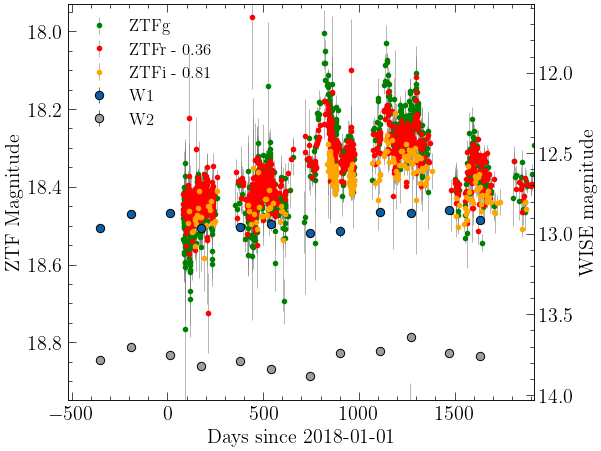 ZTFg
ZTFr - 0.36
ZTFi - 0.81
W1
W2
18.0
18.2
18.4
18.6
18.8
ZTF Magnitude
12.0
12.5
13.0
13.5
14.0
WISE magnitude
−500
0
500
1000
1500
Days since 2018-01-01